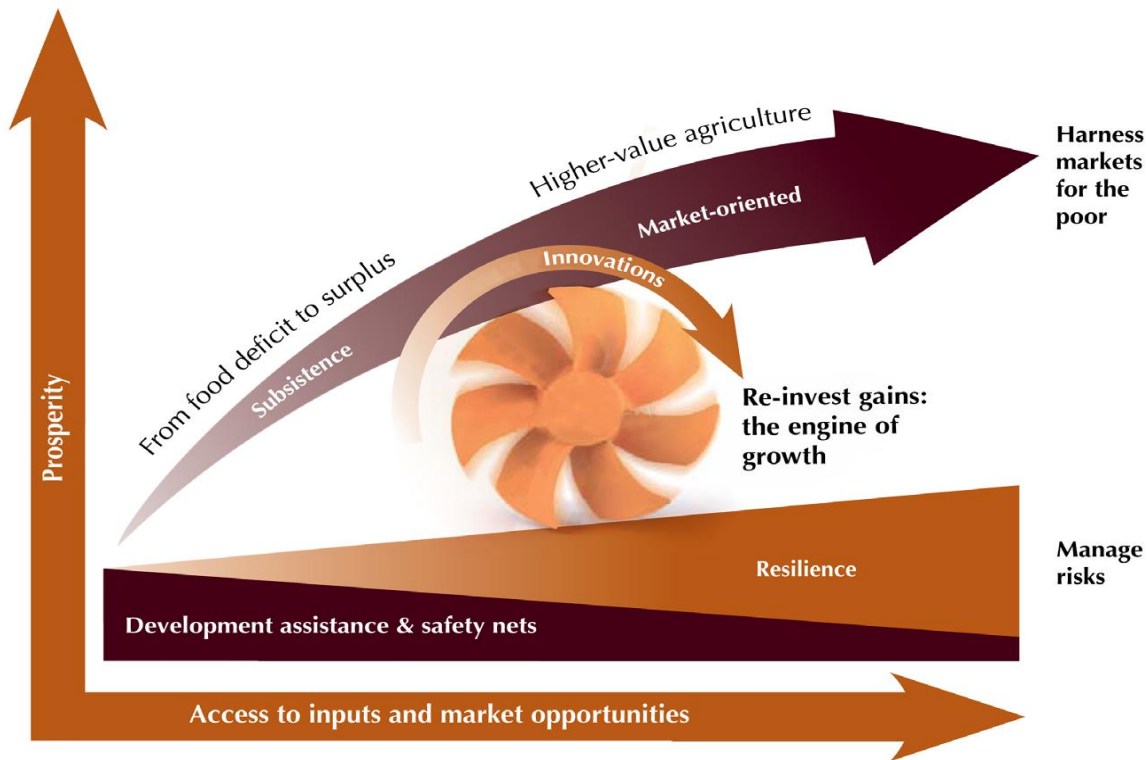 Prosperity
From food deficit to surplus
Higher-value agriculture
Subsistence
Market-oriented
Innovations
Harness
markets
for the
poor
Re-invest gains:
the engine of
growth
Resilience
Manage
risks
Development assistance & safety nets
Access to inputs and market opportunities